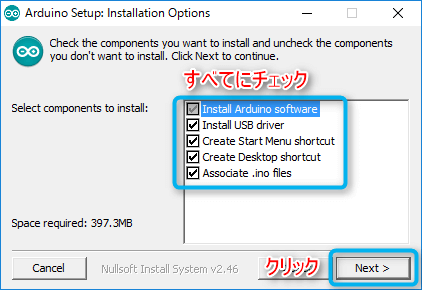 Arduino Setup: Installation Options
Check the components you want to install and uncheck the components
you don't want to install. Click Next to continue.
すべてにチェック
Select components to install:
Install Arduino software
Install USB driver
Create Start Menu shortcut
Create Desktop shortcut
Associate .ino files
Space required: 397.3MB
Cancel
Nullsoft Install System v2.46
クリック
Next >